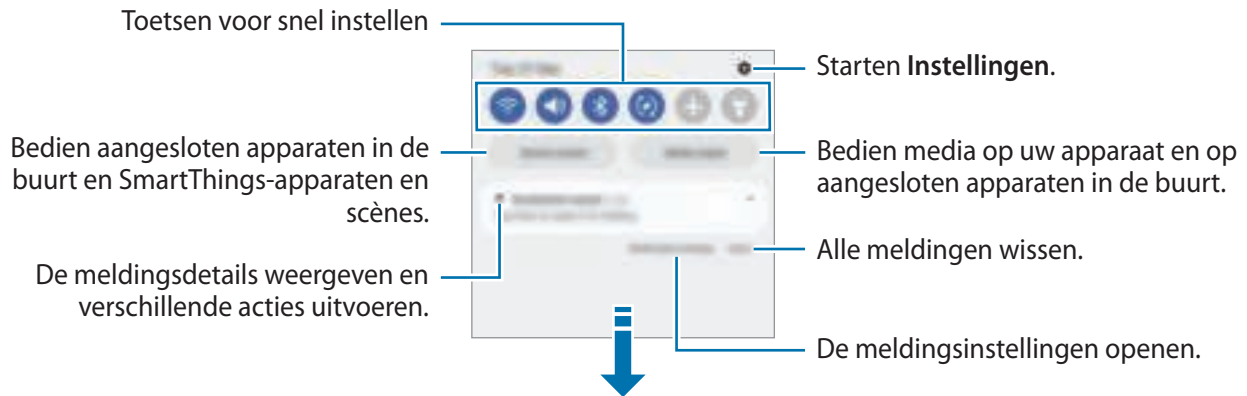 Toetsen voor snel instellen
Starten Instellingen.
Bedien aangesloten apparaten in de
buurt en SmartThings-apparaten en
scènes.
Bedien media op uw apparaat en op
aangesloten apparaten in de buurt.
Alle meldingen wissen.
De meldingsdetails weergeven en
verschillende acties uitvoeren.
De meldingsinstellingen openen.